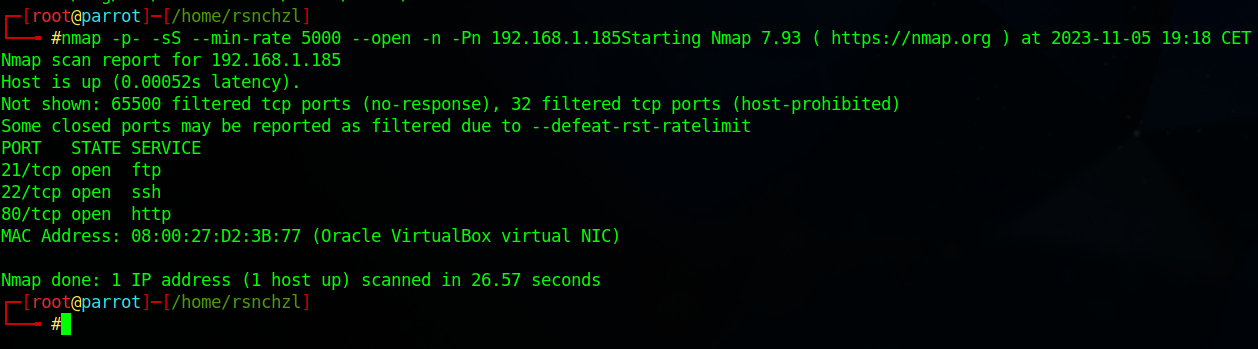 ┌─[root@parrot]─[/home/rsnchzl]
└──╼ #nmap -p- -sS --min-rate 5000 --open -n -Pn 192.168.1.185Starting Nmap 7.93 ( https://nmap.org ) at 2023-11-05 19:18 CET
Nmap scan report for 192.168.1.185
Host is up (0.00052s latency).
Not shown: 65500 filtered tcp ports (no-response), 32 filtered tcp ports (host-prohibited)
Some closed ports may be reported as filtered due to --defeat-rst-ratelimit
PORT   STATE SERVICE
21/tcp open  ftp
22/tcp open  ssh
80/tcp open  http
MAC Address: 08:00:27:D2:3B:77 (Oracle VirtualBox virtual NIC)

Nmap done: 1 IP address (1 host up) scanned in 26.57 seconds
┌─[root@parrot]─[/home/rsnchzl]
└──╼ #